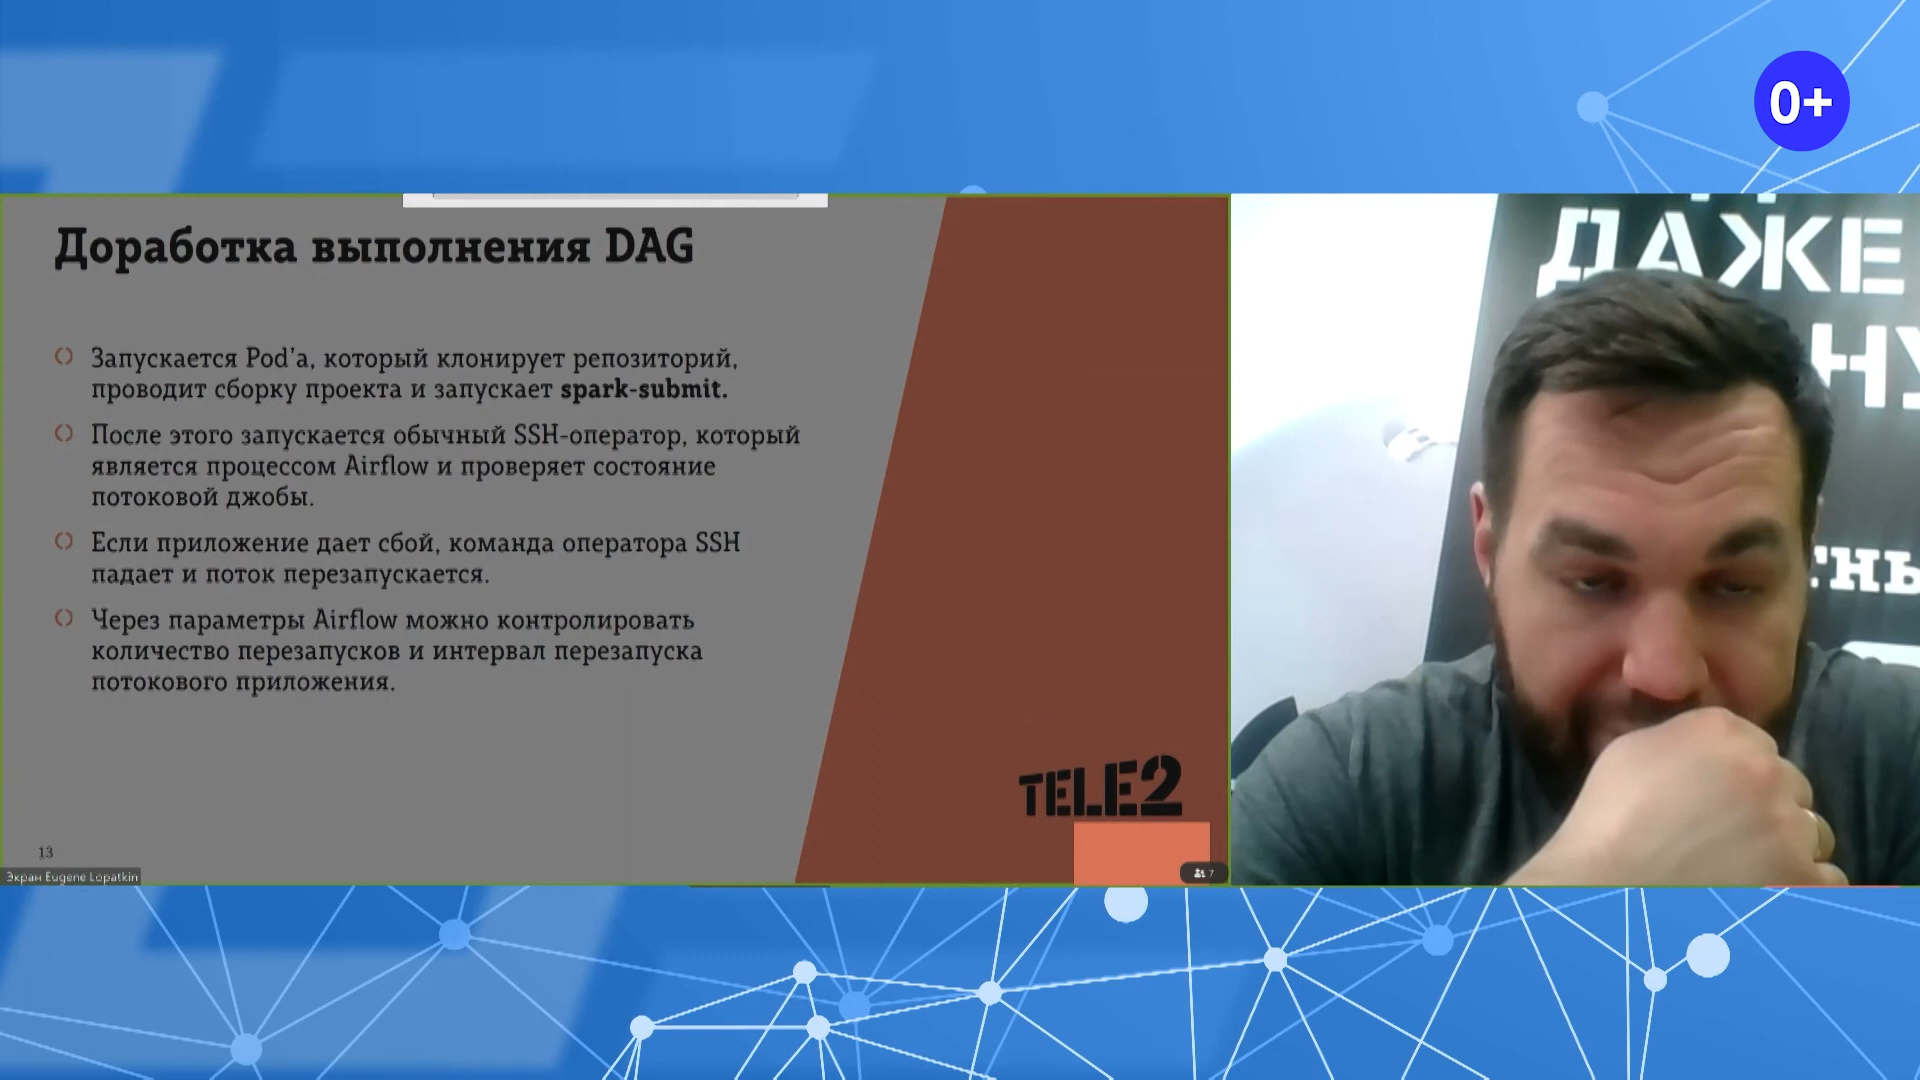 0+
Доработка выполнения DAG
Запускается Pod’а, который клонирует репозиторий,
проводит сборку проекта и запускает spark-submit.
После этого запускается обычный SSH-оператор, который
является процессом Airflow и проверяет состояние
потоковой джобы.
Если приложение дает сбой, команда оператора SSH
падает и поток перезапускается.
Через параметры Airflow можно контролировать
количество перезапусков и интервал перезапуска
потокового приложения.
TELE2
13
Экран Eugene Lopatkin
7
ДАЖЕ